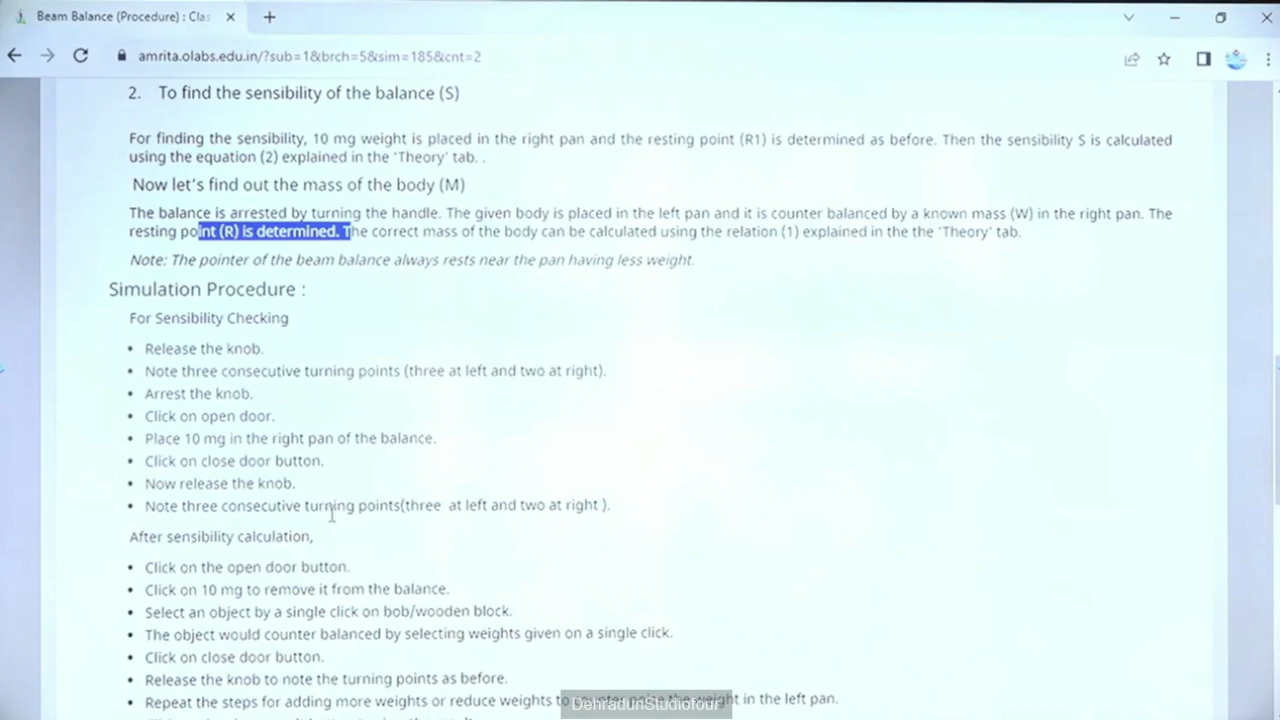 Beam Balance (Procedure) : Clas
amrita.olabs.edu.in/?sub=1&brch=5&sim=185&cnt=2
2. To find the sensibility of the balance (S)
For finding the sensibility, 10 mg weight is placed in the right pan and the resting point (R1) is determined as before. Then the sensibility S is calculated
using the equation (2) explained in the 'Theory' tab. .
Now let's find out the mass of the body (M)
The balance is arrested by turning the handle. The given body is placed in the left pan and it is counter balanced by a known mass (W) in the right pan. The
resting point (R) is determined. The correct mass of the body can be calculated using the relation (1) explained in the the 'Theory' tab.
Note: The pointer of the beam balance always rests near the pan having less weight.
Simulation Procedure :
For Sensibility Checking
• Release the knob.
• Note three consecutive turning points (three at left and two at right).
• Arrest the knob.
• Click on open door.
• Place 10 mg in the right pan of the balance.
• Click on close door button.
• Now release the knob.
• Note three consecutive turning points(three at left and two at right ).
After sensibility calculation,
• Click on the open door button.
• Click on 10 mg to remove it from the balance.
• Select an object by a single click on bob/wooden block.
• The object would counter balanced by selecting weights given on a single click.
• Click on close door button.
• Release the knob to note the turning points as before.
• Repeat the steps for adding more weights or reduce weights to weight in the left pan.
DehradunStudiofour